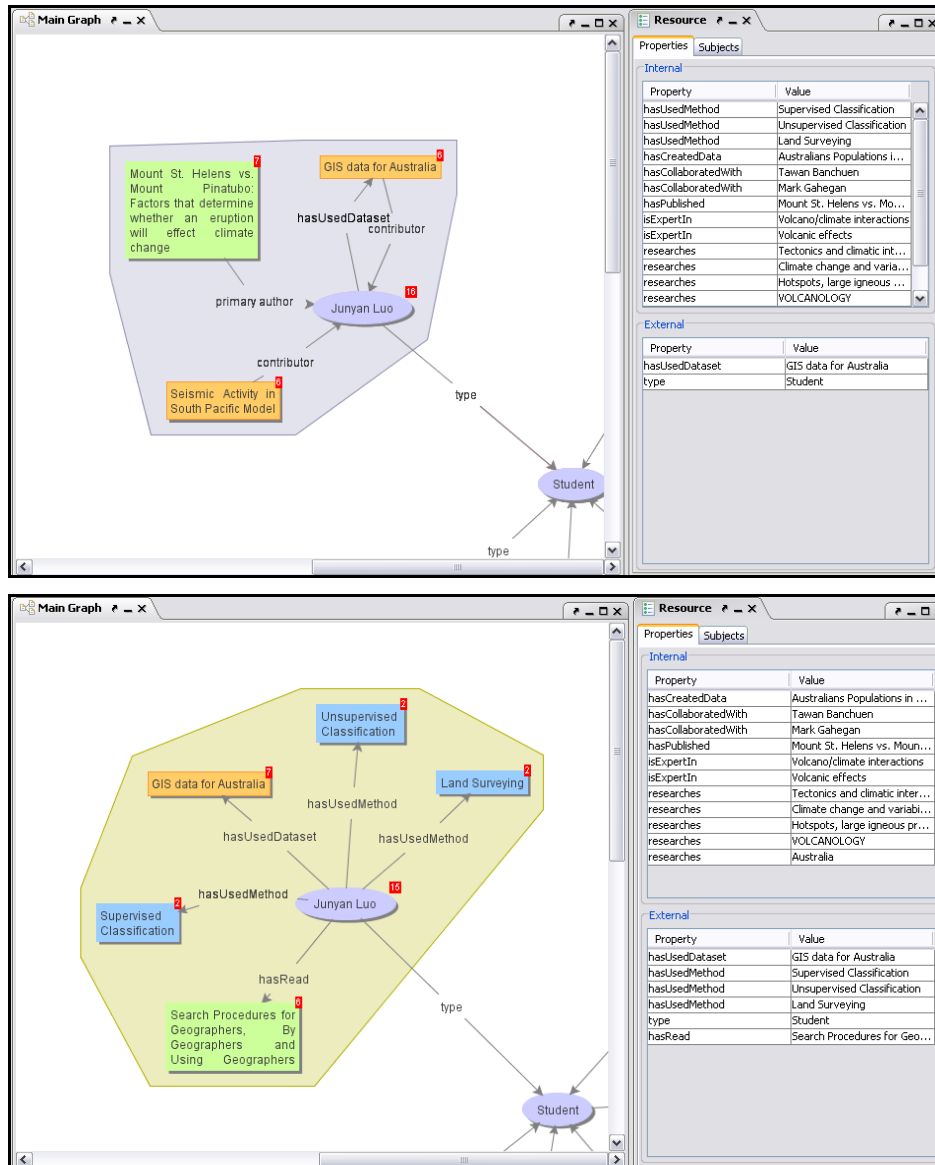 Main Graph
Resource
Properties Subjects
Internal
Property Value
hasUsedMethod Supervised Classification
hasUsedMethod Unsupervised Classification
hasUsedMethod Land Surveying
hasCreatedData Australians Populations i...
hasCollaboratedWith Tawan Banchuen
hasCollaboratedWith Mark Gahegan
hasPublished Mount St. Helens vs. Mo...
isExpertIn Volcano/climate interactions
isExpertIn Volcanic effects
researches Tectonics and climatic int...
researches Climate change and varia...
researches Hotspots, large igneous ...
researches VOLCANOLOGY
External
Property Value
hasUsedDataset GIS data for Australia
type Student
7
Mount St. Helens vs.
Mount Pinatubo:
Factors that determine
whether an eruption
will effect climate
change
6
GIS data for Australia
hasUsedDataset
contributor
primary author
16
Junyan Luo
contributor
6
Seismic Activity in
South Pacific Model
type
Student
type
Main Graph
Resource
Properties Subjects
Internal
Property Value
hasCreatedData Australians Populations in ...
hasCollaboratedWith Tawan Banchuen
hasCollaboratedWith Mark Gahegan
hasPublished Mount St. Helens vs. Moun...
isExpertIn Volcano/climate interactions
isExpertIn Volcanic effects
researches Tectonics and climatic inter...
researches Climate change and variabi...
researches Hotspots, large igneous pr...
researches VOLCANOLOGY
researches Australia
External
Property Value
hasUsedDataset GIS data for Australia
hasUsedMethod Supervised Classification
hasUsedMethod Unsupervised Classification
hasUsedMethod Land Surveying
type Student
hasRead Search Procedures for Geo...
2
Unsupervised
Classification
7
GIS data for Australia
2
Land Surveying
hasUsedMethod
hasUsedDataset
hasUsedMethod
hasUsedMethod
15
Junyan Luo
2
Supervised
Classification
hasRead
6
Search Procedures for
Geographers, By
Geographers and
Using Geographers
type
Student